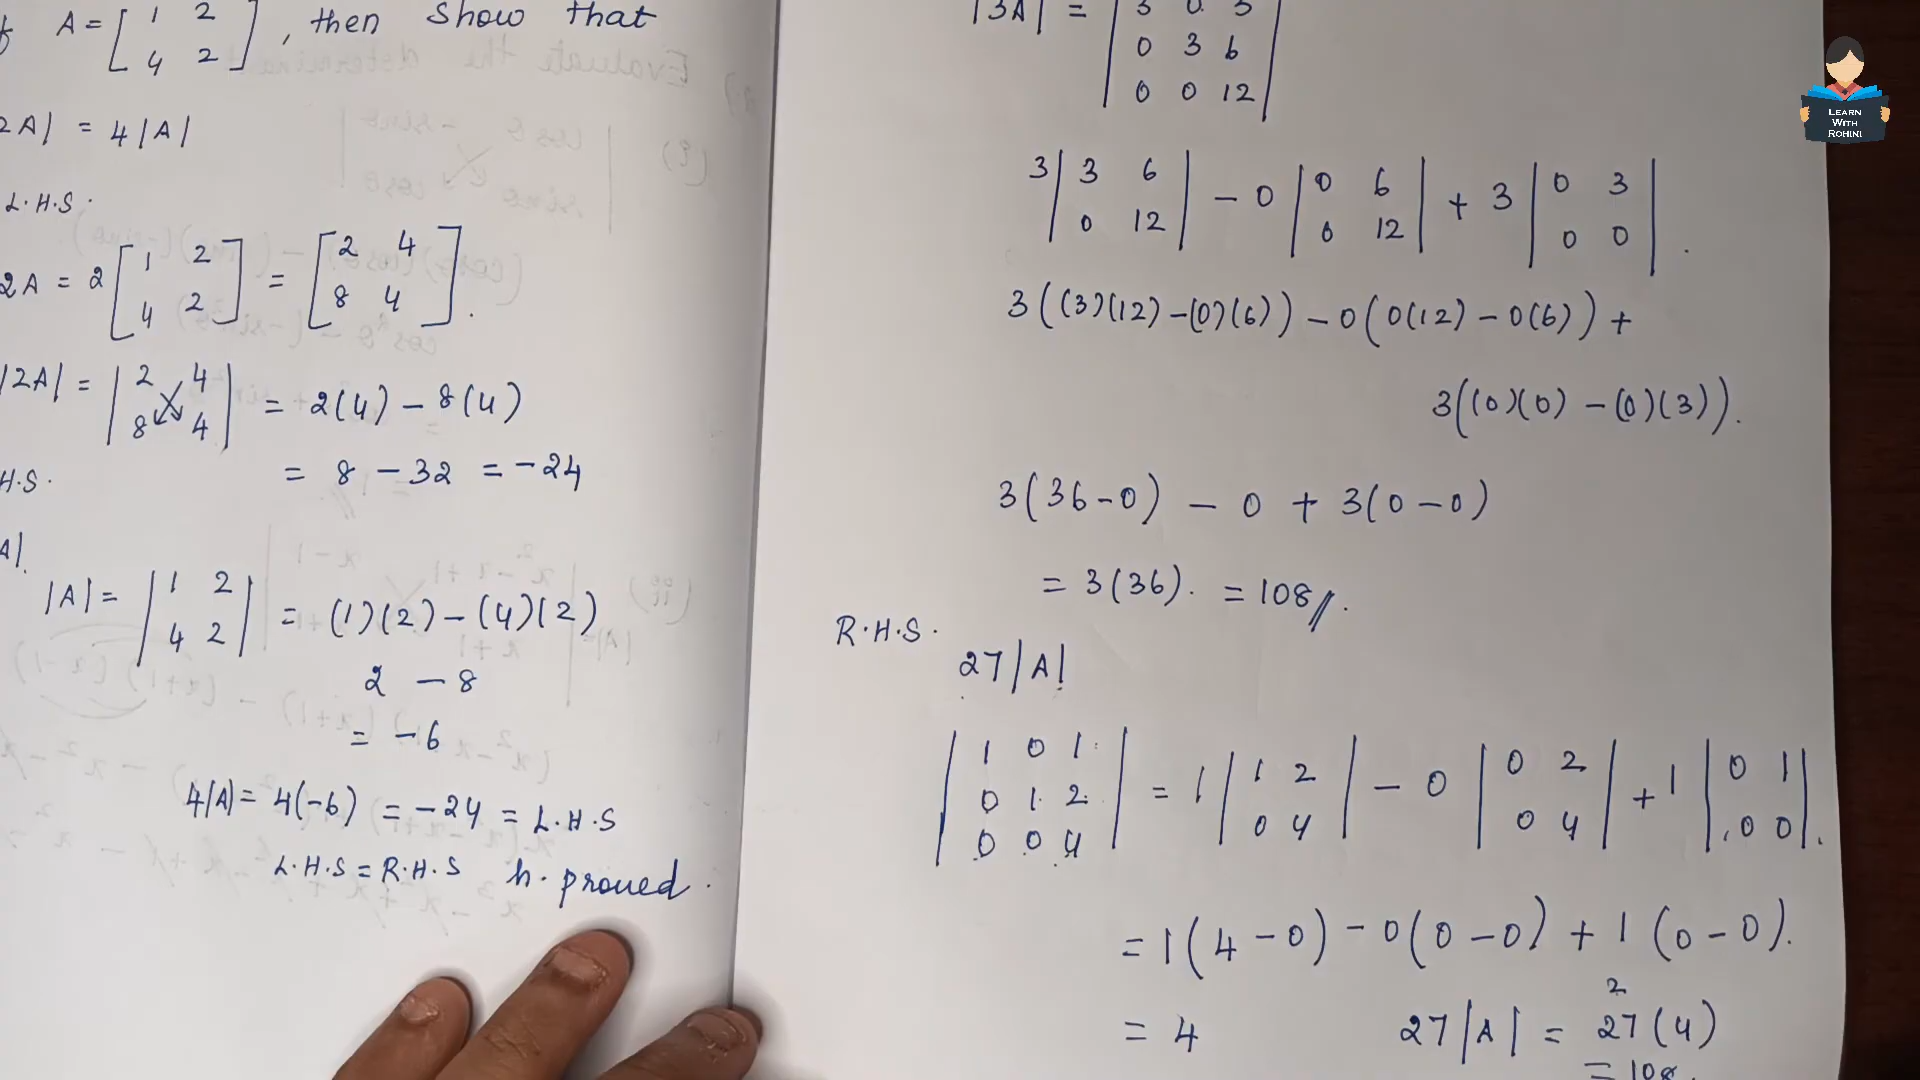 A = [ 1 2 4 2 ] , then show that
2A| = 4|A|
L.H.S.
2A = 2 [ 1 2 4 2 ] = [ 2 4 8 4 ] .
|2A| = | 2 4 8 4 | = 2(4) - 8(4)
= 8 - 32 = -24
H.S.
A|.
|A| = | 1 2 4 2 | = (1)(2) - (4)(2)
2 - 8
= -6
4|A| = 4(-6) = -24 = L.H.S
L.H.S = R.H.S h. proved.
|3A| = | 3 0 3
0 3 6
0 0 12 |
3 | 3 6 0 12 | - 0 | 0 6 0 12 | + 3 | 0 3 0 0 | .
3((3)(12) - (0)(6)) - 0(0(12) - 0(6)) +
3((0)(0) - (0)(3)).
3(36-0) - 0 + 3(0-0)
= 3(36). = 108//.
R.H.S.
27|A|
| 1 0 1 0 1 2 0 0 4 | = 1 | 1 2 0 4 | - 0 | 0 2 0 4 | + 1 | 0 1 0 0 | .
= 1(4-0) - 0(0-0) + 1(0-0).
= 4 27|A| = 27(4)
= 108.
LEARN
WITH
ROHINI